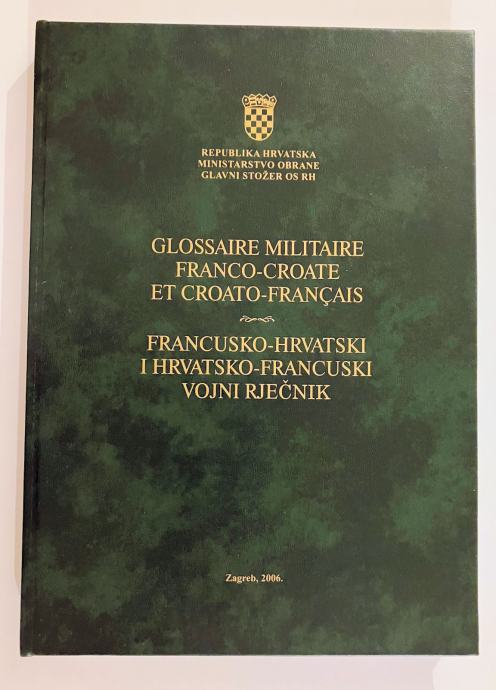 REPUBLIKA HRVATSKA
MINISTARSTVO OBRANE
GLAVNI STOŽER OS RH
GLOSSAIRE MILITAIRE
FRANCO-CROATE
ET CROATO-FRANÇAIS
FRANCUSKO-HRVATSKI
I HRVATSKO-FRANCUSKI
VOJNI RJEČNIK
Zagreb, 2006.